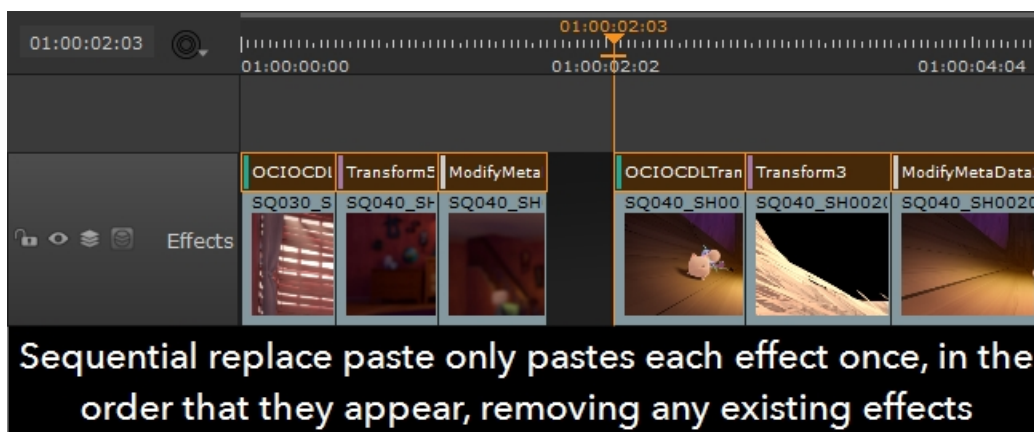 01:00:02:03
01:00:02:03
01:00:00:00 01:00:02:02 01:00:04:04
OCIOCDL Transform5 ModifyMeta OCIOCDLTran Transform3 ModifyMetaData
SQ030_S SQ040_SH SQ040_SH SQ040_SH00 SQ040_SH002 SQ040_SH0020
Effects
Sequential replace paste only pastes each effect once, in the
order that they appear, removing any existing effects